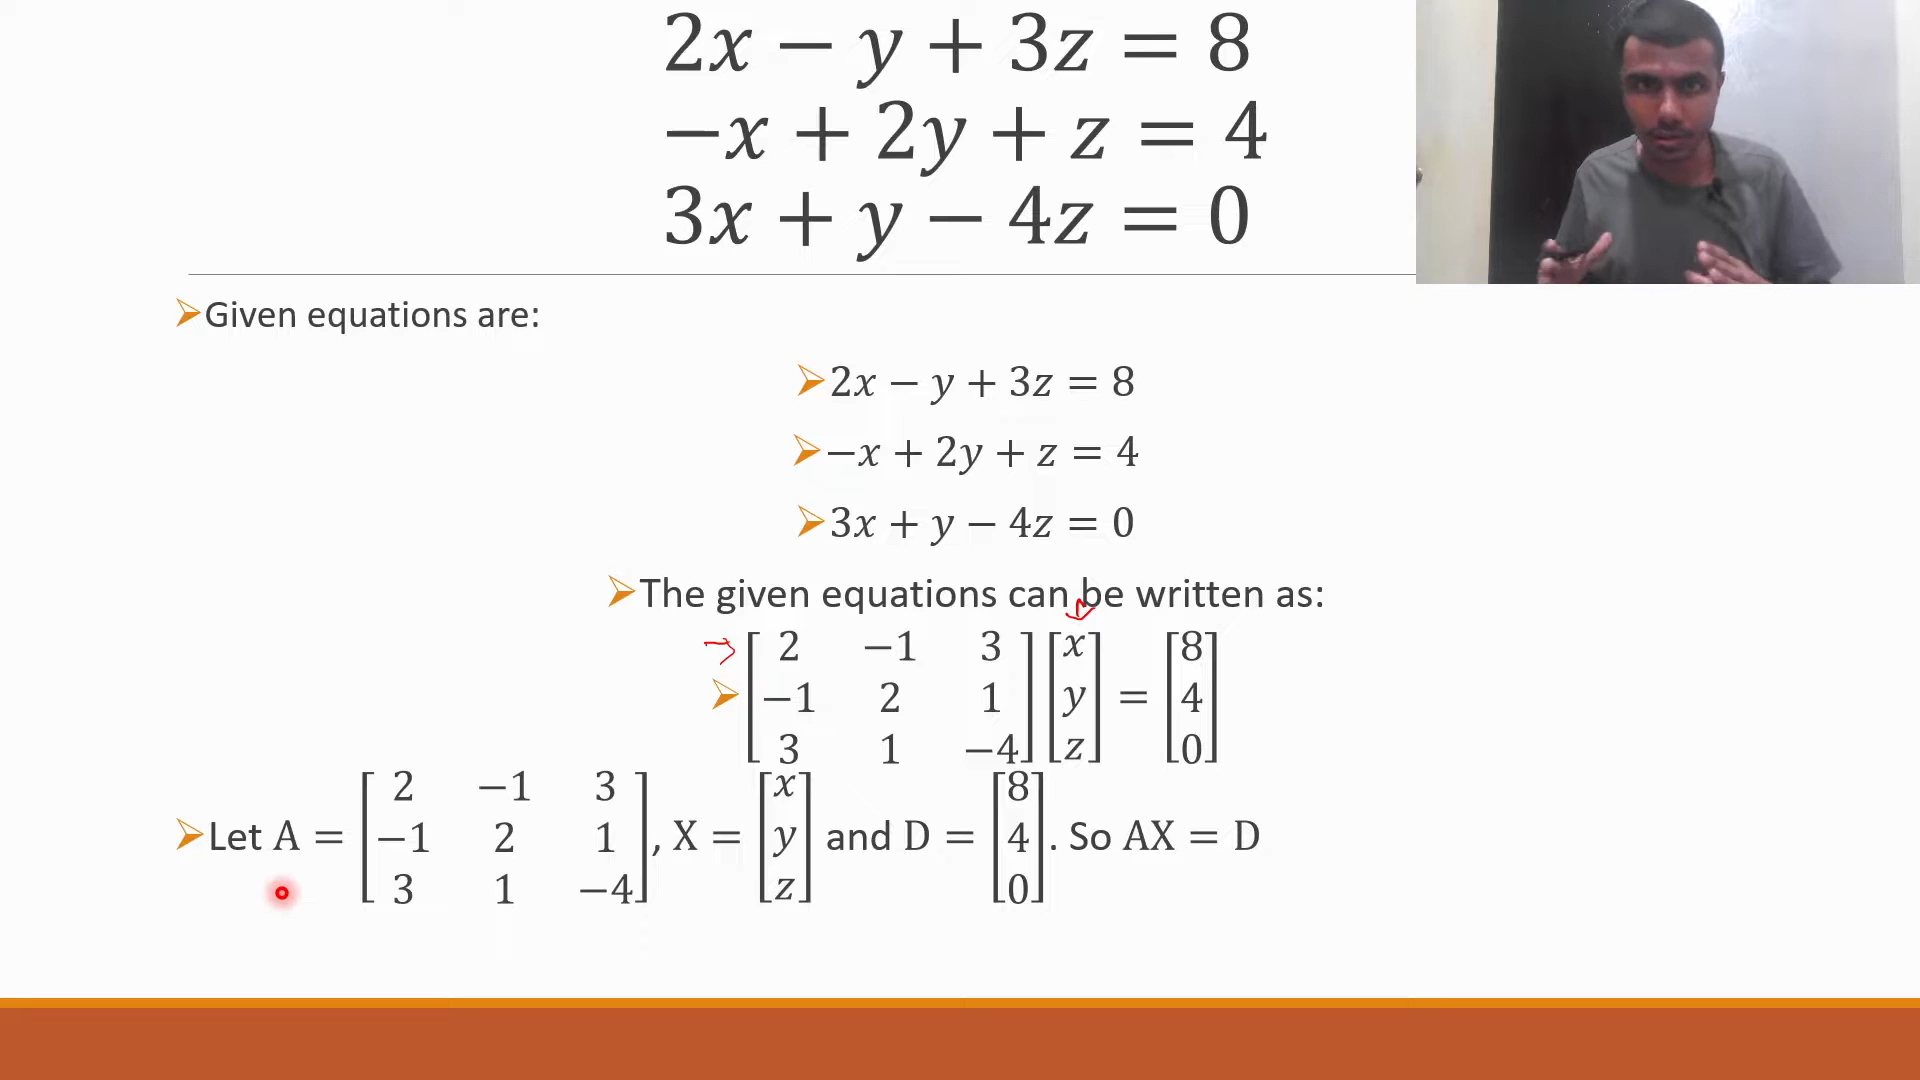 2x − y + 3z = 8
−x + 2y + z = 4
3x + y − 4z = 0
➢Given equations are:
➢2x − y + 3z = 8
➢−x + 2y + z = 4
➢3x + y − 4z = 0
➢The given equations can be written as:
➢[2 −1 3; −1 2 1; 3 1 −4] [x; y; z] = [8; 4; 0]
➢Let A = [2 −1 3; −1 2 1; 3 1 −4], X = [x; y; z] and D = [8; 4; 0]. So AX = D